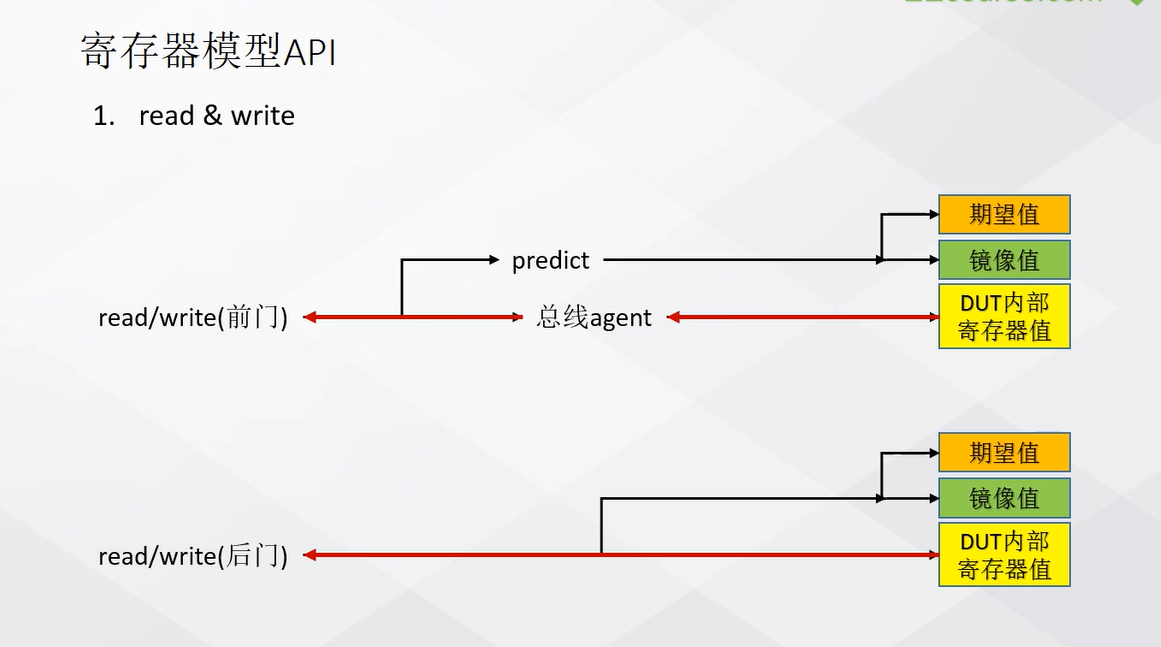 寄存器模型API
1. read & write
期望值
predict
镜像值
read/write(前门)
总线agent
DUT内部
寄存器值
期望值
镜像值
read/write(后门)
DUT内部
寄存器值